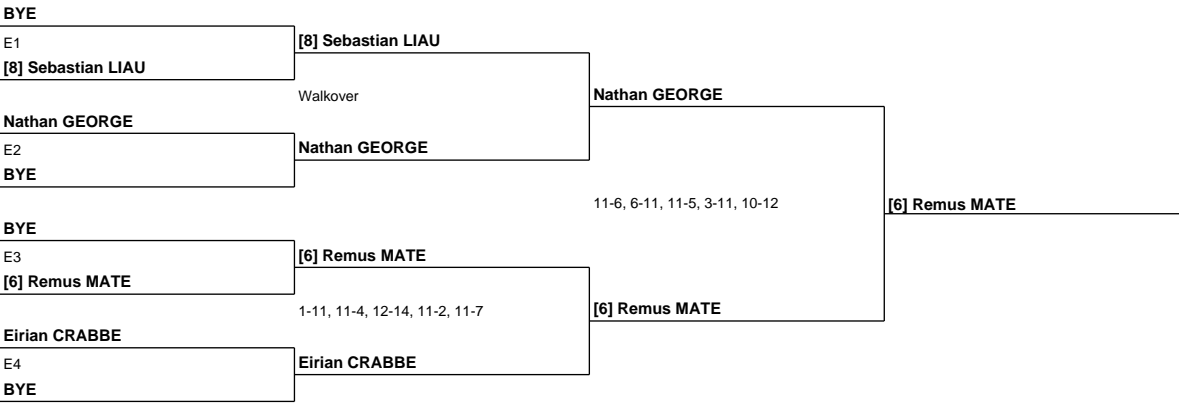 BYE
E1
[8] Sebastian LIAU
[8] Sebastian LIAU
Walkover
Nathan GEORGE
Nathan GEORGE
E2
Nathan GEORGE
BYE
11-6, 6-11, 11-5, 3-11, 10-12
[6] Remus MATE
BYE
E3
[6] Remus MATE
[6] Remus MATE
1-11, 11-4, 12-14, 11-2, 11-7
[6] Remus MATE
Eirian CRABBE
E4
Eirian CRABBE
BYE